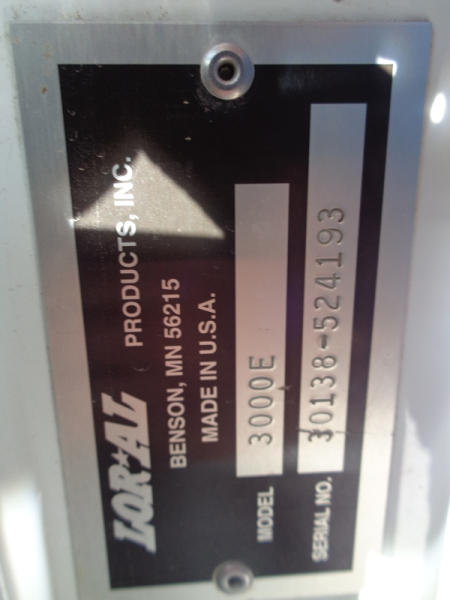 LOR★AL PRODUCTS, INC.
BENSON, MN 56215
MADE IN U.S.A.
MODEL 3000E
SERIAL NO. 30138-524193